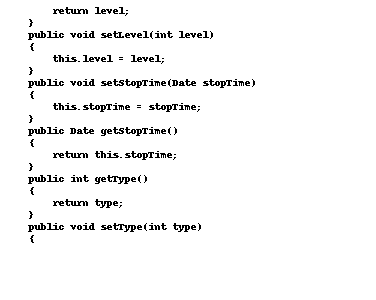 return level;
    }
    public void setLevel(int level)
    {
        this.level = level;
    }
    public void setStopTime(Date stopTime)
    {
        this.stopTime = stopTime;
    }
    public Date getStopTime()
    {
        return this.stopTime;
    }
    public int getType()
    {
        return type;
    }
    public void setType(int type)
    {